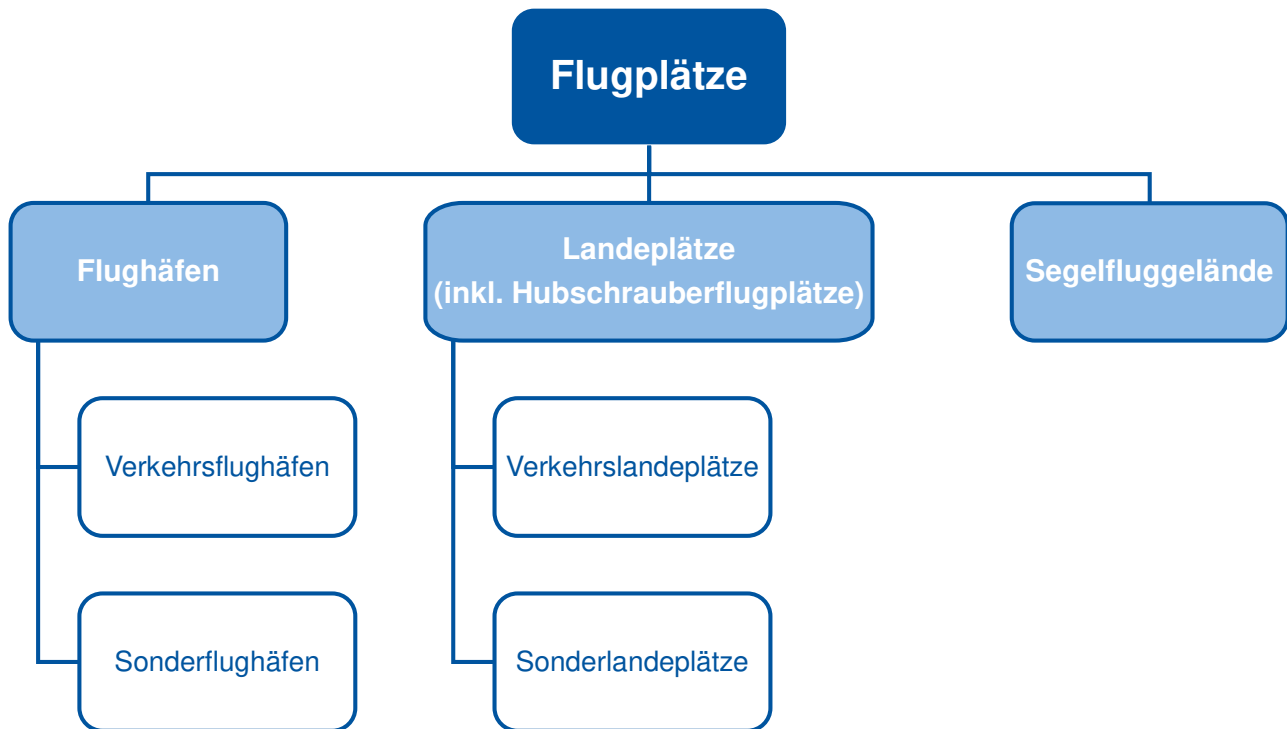 Flugplätze
Flughäfen
Landeplätze
(inkl. Hubschrauberflugplätze)
Segelfluggelände
Verkehrsflughäfen
Verkehrslandeplätze
Sonderflughäfen
Sonderlandeplätze